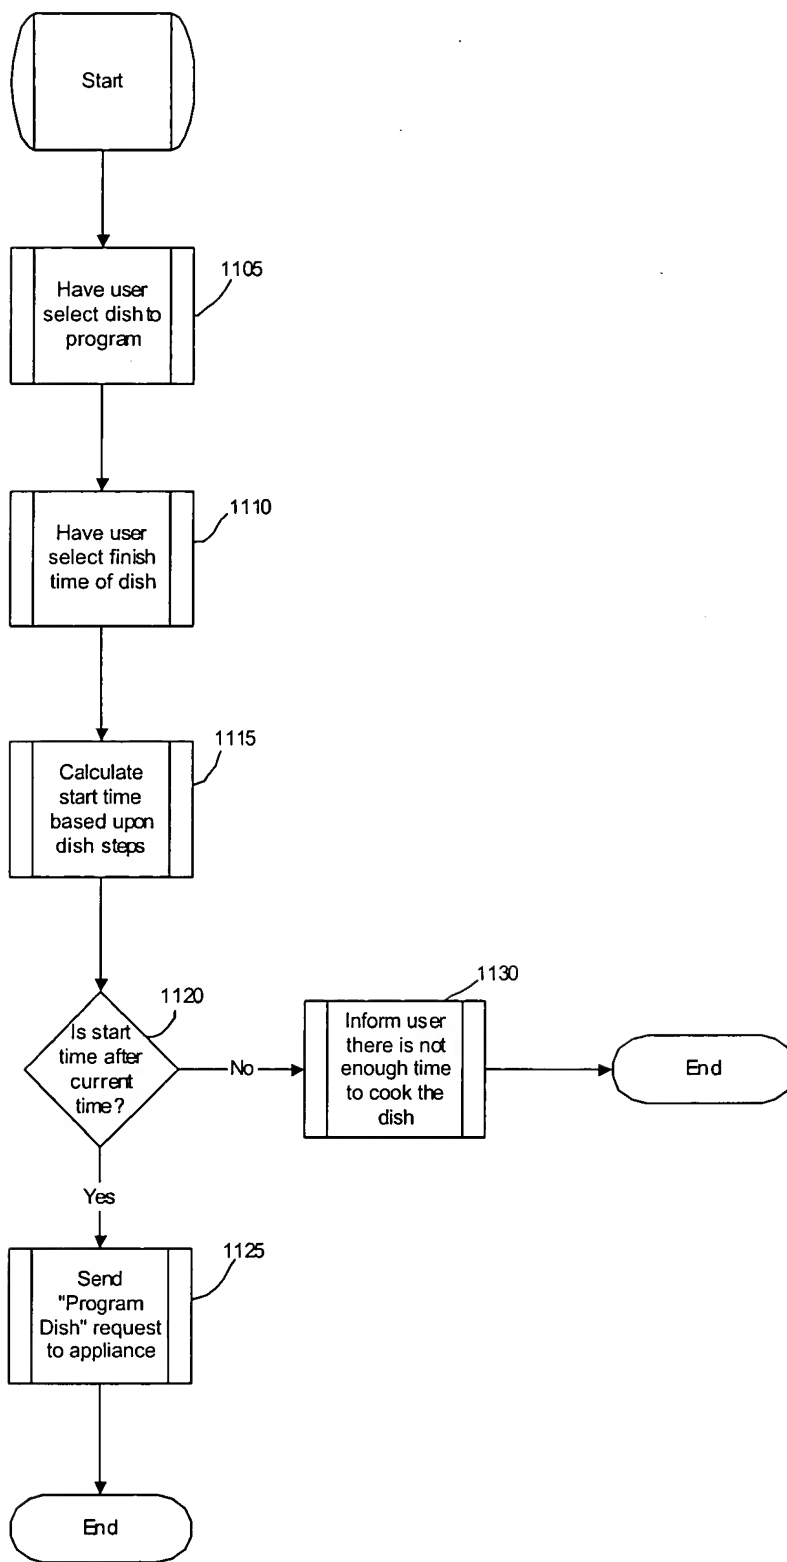 Start
1105
Have user
select dish to
program
1110
Have user
select finish
time of dish
1115
Calculate
start time
based upon
dish steps
1120
Is start
time after
current
time?
No
1130
Inform user
there is not
enough time
to cook the
dish
End
Yes
1125
Send
"Program
Dish" request
to appliance
End